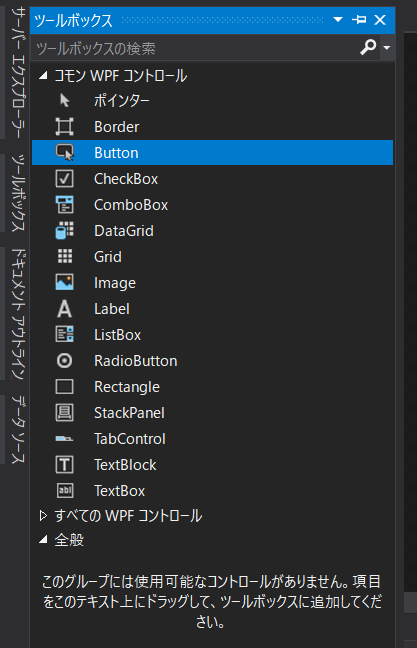 サーバー エクスプローラー
ツールボックス
ドキュメント アウトライン
データ ソース
ツールボックス
ツールボックスの検索
コモン WPF コントロール
ポインター
Border
Button
CheckBox
ComboBox
DataGrid
Grid
Image
A Label
ListBox
RadioButton
Rectangle
StackPanel
TabControl
T TextBlock
abl TextBox
すべての WPF コントロール
全般
このグループには使用可能なコントロールがありません。項目
をこのテキスト上にドラッグして、ツールボックスに追加してくだ
さい。